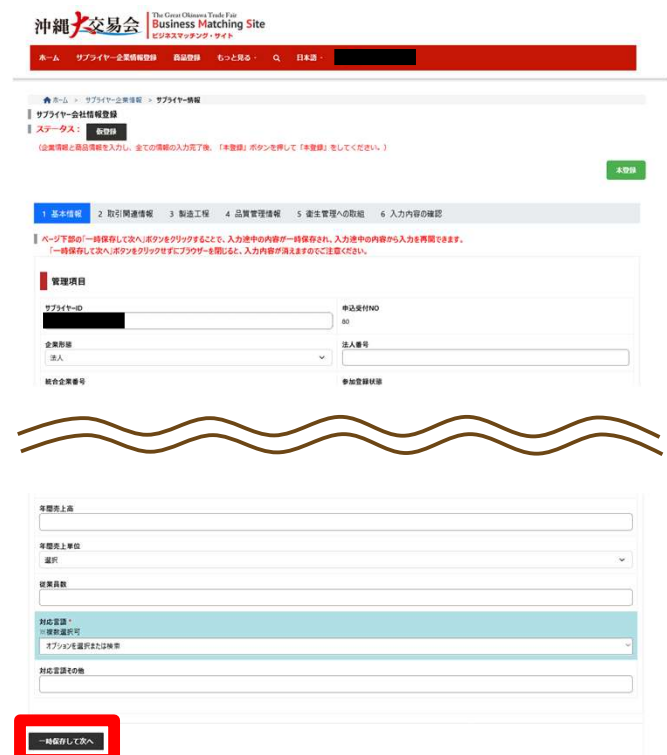 沖縄大交易会
The Great Okinawa Trade Fair
Business Matching Site
ビジネスマッチング・サイト
ホーム サプライヤー企業情報登録 商品登録 もっと見る 日本語
ホーム > サプライヤー企業情報 > サプライヤー情報
サプライヤー会社情報登録
ステータス： 仮登録
（企業情報と商品情報を入力し、全ての情報の入力完了後、「本登録」ボタンを押して「本登録」をしてください。）
本登録
1 基本情報 2 取引関連情報 3 製造工程 4 品質管理情報 5 衛生管理への取組 6 入力内容の確認
ページ下部の「一時保存して次へ」ボタンをクリックすることで、入力途中の内容が一時保存され、入力途中の内容から入力を再開できます。
「一時保存して次へ」ボタンをクリックせずにブラウザーを閉じると、入力内容が消えますのでご注意ください。
管理項目
サプライヤーID 申込受付NO
80
企業形態 法人番号
法人
統合企業番号 参加登録状態
年間売上高
年間売上単位
選択
従業員数
対応言語 *
※複数選択可
オプションを選択または検索
対応言語その他
一時保存して次へ